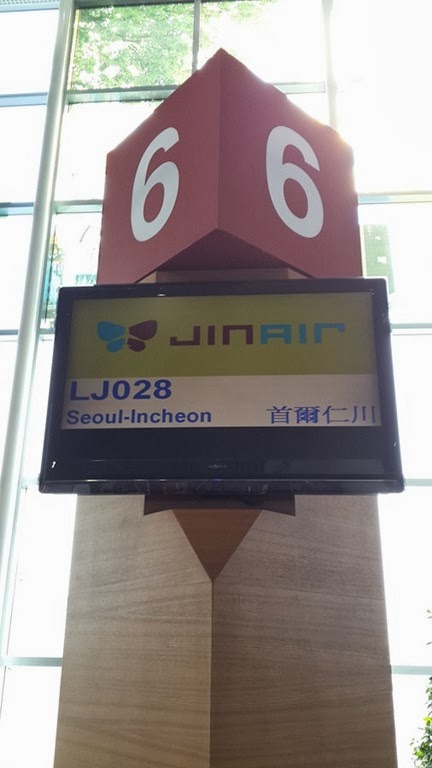 6 6
JINAIR
LJ028
Seoul-Incheon 首爾仁川